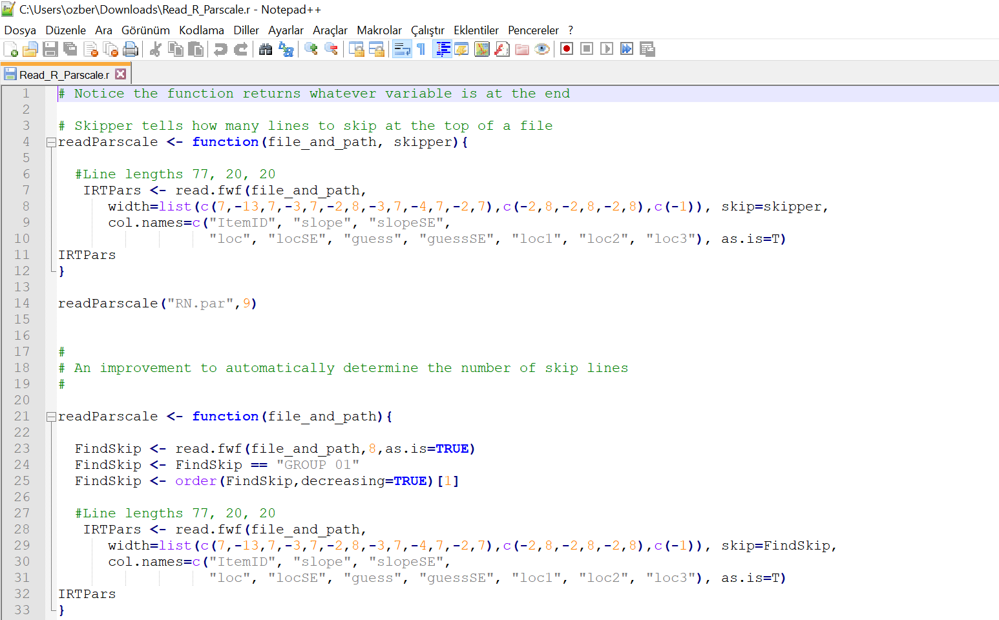 C:\Users\ozber\Downloads\Read_R_Parscale.r - Notepad++
Dosya Düzenle Ara Görünüm Kodlama Diller Ayarlar Araçlar Makrolar Çalıştır Eklentiler Pencereler ?
Read_R_Parscale.r
1 # Notice the function returns whatever variable is at the end
2
3 # Skipper tells how many lines to skip at the top of a file
4 readParscale <- function(file_and_path, skipper){
5
6   #Line lengths 77, 20, 20
7    IRTPars <- read.fwf(file_and_path,
8       width=list(c(7,-13,7,-3,7,-2,8,-3,7,-4,7,-2,7),c(-2,8,-2,8,-2,8),c(-1)), skip=skipper,
9       col.names=c("ItemID", "slope", "slopeSE",
10                   "loc", "locSE", "guess", "guessSE", "loc1", "loc2", "loc3"), as.is=T)
11 IRTPars
12 }
13
14 readParscale("RN.par",9)
15
16
17 #
18 # An improvement to automatically determine the number of skip lines
19 #
20
21 readParscale <- function(file_and_path){
22
23   FindSkip <- read.fwf(file_and_path,8,as.is=TRUE)
24   FindSkip <- FindSkip == "GROUP 01"
25   FindSkip <- order(FindSkip,decreasing=TRUE)[1]
26
27   #Line lengths 77, 20, 20
28    IRTPars <- read.fwf(file_and_path,
29       width=list(c(7,-13,7,-3,7,-2,8,-3,7,-4,7,-2,7),c(-2,8,-2,8,-2,8),c(-1)), skip=FindSkip,
30       col.names=c("ItemID", "slope", "slopeSE",
31                   "loc", "locSE", "guess", "guessSE", "loc1", "loc2", "loc3"), as.is=T)
32 IRTPars
33 }